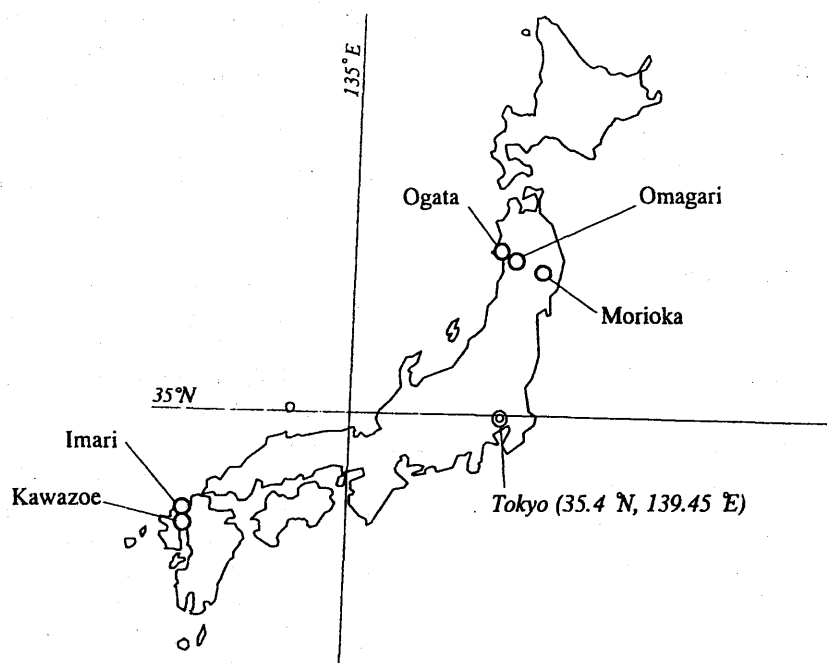 135°E
Ogata
Omagari
Morioka
35°N
Imari
Kawazoe
Tokyo (35.4 °N, 139.45 °E)